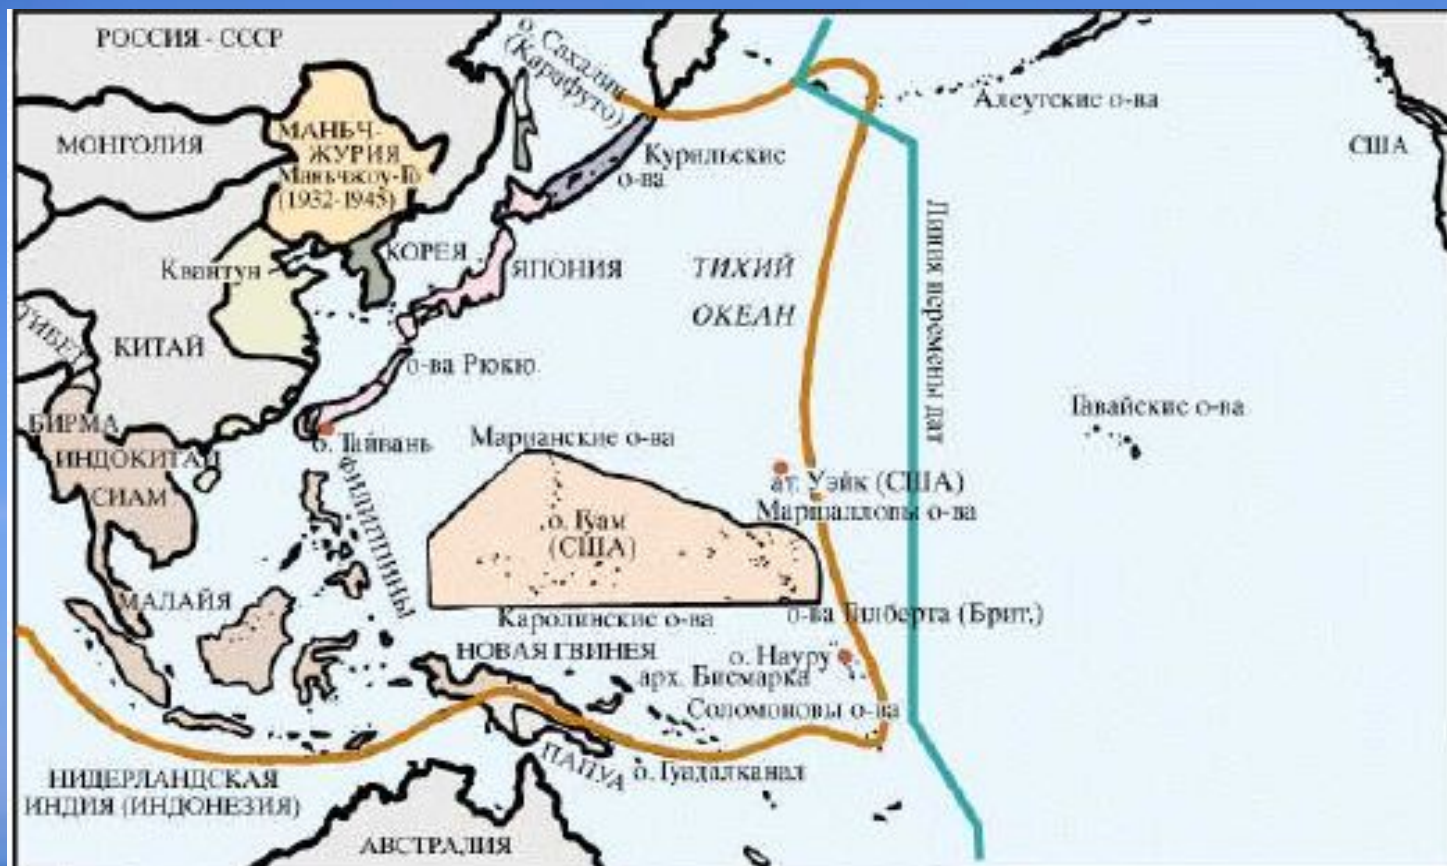 РОССИЯ - СССР
о. Сахалин
(Карафуто)
Алеутские о-ва
МОНГОЛИЯ
МАНЬЧ-
ЖУРИЯ
Маньчжоу-Го
(1932-1945)
Курильские
о-ва
США
Линия перемены дат
Квантун
КОРЕЯ
ЯПОНИЯ
ТИХИЙ
ОКЕАН
ТИБЕТ
КИТАЙ
о-ва Рюкю
Гавайские о-ва
БИРМА
о. Тайвань
Марианские о-ва
ИНДОКИТАЙ
СИАМ
ФИЛИППИНЫ
ат. Уэйк (США)
Маршалловы о-ва
о. Гуам
(США)
МАЛАЙЯ
Каролинские о-ва
о-ва Гилберта (Брит.)
НОВАЯ ГВИНЕЯ
о. Науру
арх. Бисмарка
Соломоновы о-ва
НИДЕРЛАНДСКАЯ
ИНДИЯ (ИНДОНЕЗИЯ)
ПАПУА
о. Гуадалканал
АВСТРАЛИЯ